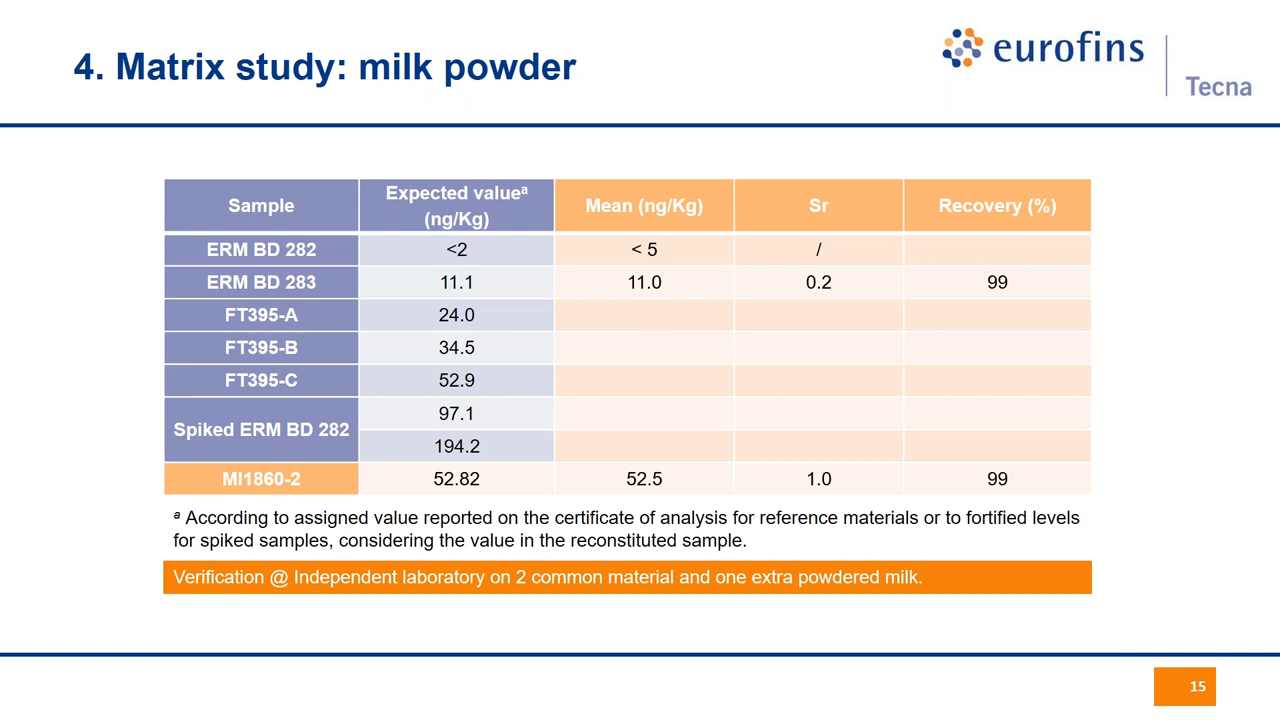 4. Matrix study: milk powder
eurofins
Tecna
Sample Expected valueᵃ (ng/Kg) Mean (ng/Kg) Sr Recovery (%)
ERM BD 282 <2 < 5 /
ERM BD 283 11.1 11.0 0.2 99
FT395-A 24.0
FT395-B 34.5
FT395-C 52.9
Spiked ERM BD 282 97.1
194.2
MI1860-2 52.82 52.5 1.0 99
ᵃ According to assigned value reported on the certificate of analysis for reference materials or to fortified levels
for spiked samples, considering the value in the reconstituted sample.
Verification @ Independent laboratory on 2 common material and one extra powdered milk.
15